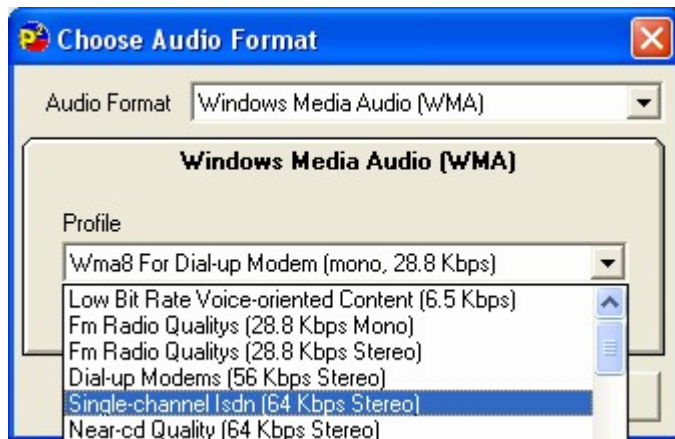 Choose Audio Format
Audio Format Windows Media Audio (WMA)
Windows Media Audio (WMA)
Profile
Wma8 For Dial-up Modem (mono, 28.8 Kbps)
Low Bit Rate Voice-oriented Content (6.5 Kbps)
Fm Radio Qualitys (28.8 Kbps Mono)
Fm Radio Qualitys (28.8 Kbps Stereo)
Dial-up Modems (56 Kbps Stereo)
Single-channel Isdn (64 Kbps Stereo)
Near-cd Quality (64 Kbps Stereo)